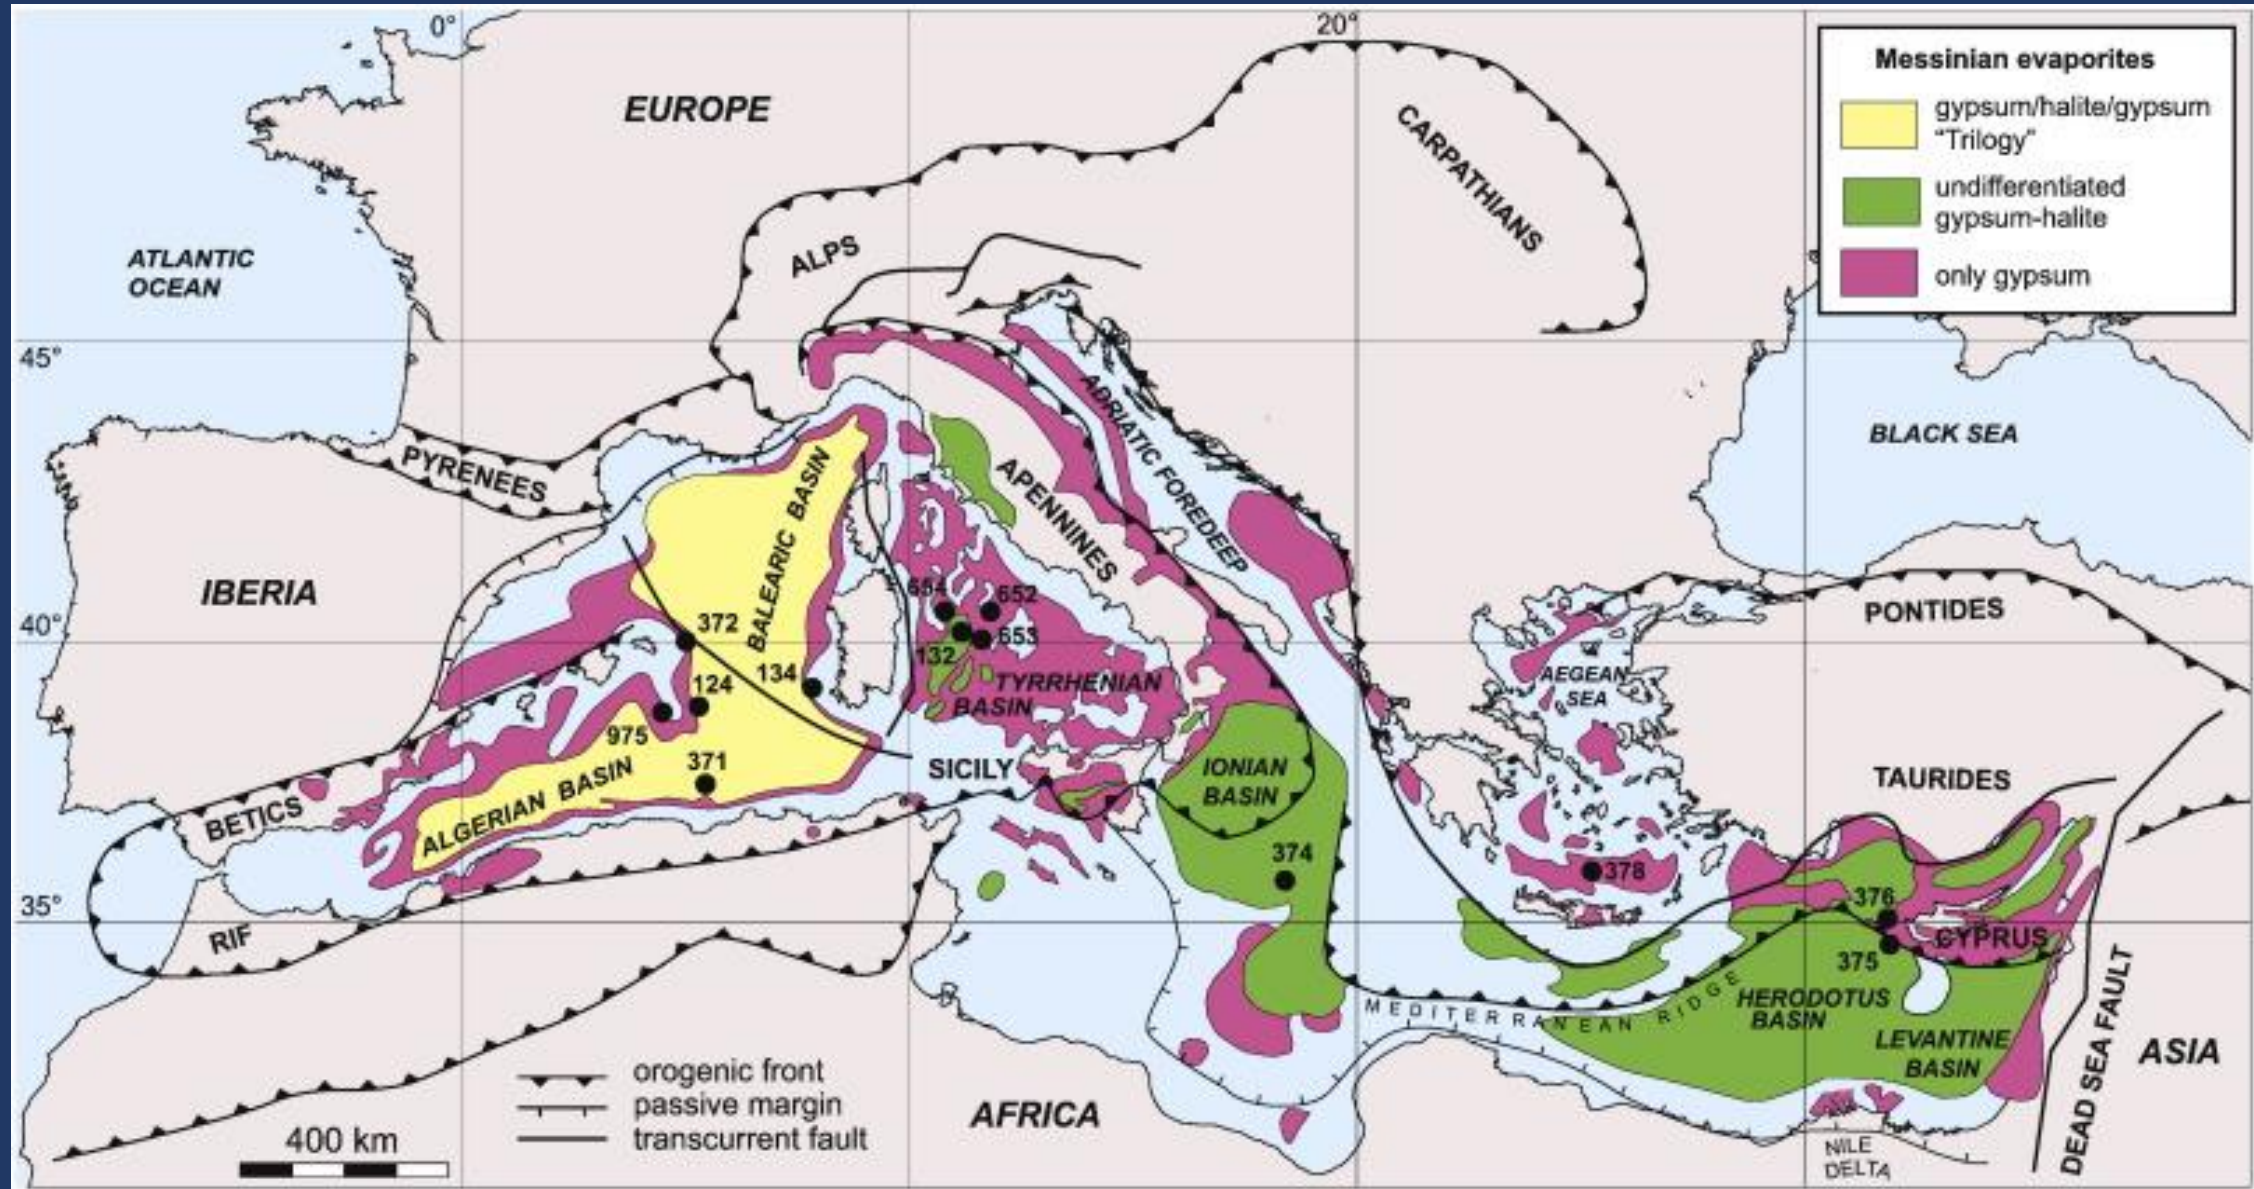 0°
20°
Messinian evaporites
gypsum/halite/gypsum
“Trilogy”
undifferentiated
gypsum-halite
only gypsum
EUROPE
CARPATHIANS
ATLANTIC
OCEAN
ALPS
45°
ADRIATIC FOREDEEP
BLACK SEA
PYRENEES
BALEARIC BASIN
APENNINES
IBERIA
654
652
PONTIDES
40°
372
653
132
134
124
TYRRHENIAN
BASIN
AEGEAN
SEA
975
371
SICILY
IONIAN
BASIN
TAURIDES
ALGERIAN BASIN
BETICS
374
378
35°
376
RIF
CYPRUS
375
MEDITERRANEAN RIDGE
HERODOTUS
BASIN
LEVANTINE
BASIN
DEAD SEA FAULT
ASIA
orogenic front
passive margin
transcurrent fault
AFRICA
400 km
NILE
DELTA